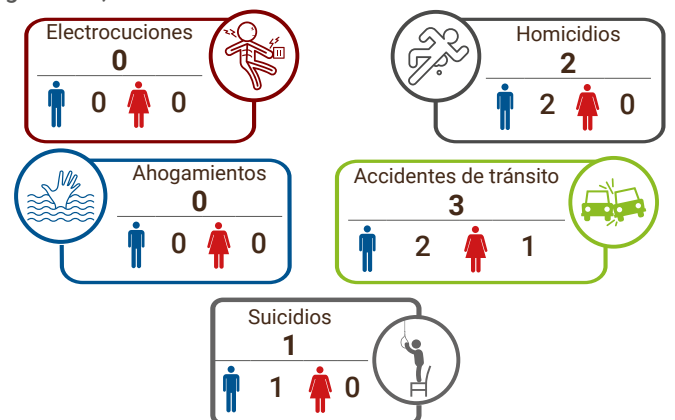 Electrocuciones
0
0 0
Homicidios
2
2 0
Ahogamientos
0
0 0
Accidentes de tránsito
3
2 1
Suicidios
1
1 0